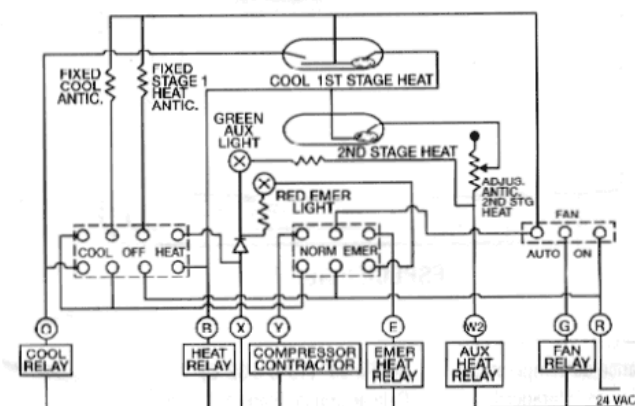 COOL 1ST STAGE HEAT
FIXED
COOL
ANTIC.
FIXED
STAGE 1
HEAT
ANTIC.
GREEN
AUX
LIGHT
2ND STAGE HEAT
RED EMER
LIGHT
ADJUS.
ANTIC.
2ND STG
HEAT
FAN
COOL OFF HEAT
NORM EMER
AUTO ON
O
B
X
Y
E
W2
G
R
COOL
RELAY
HEAT
RELAY
COMPRESSOR
CONTRACTOR
EMER
HEAT
RELAY
AUX
HEAT
RELAY
FAN
RELAY
24 VAC